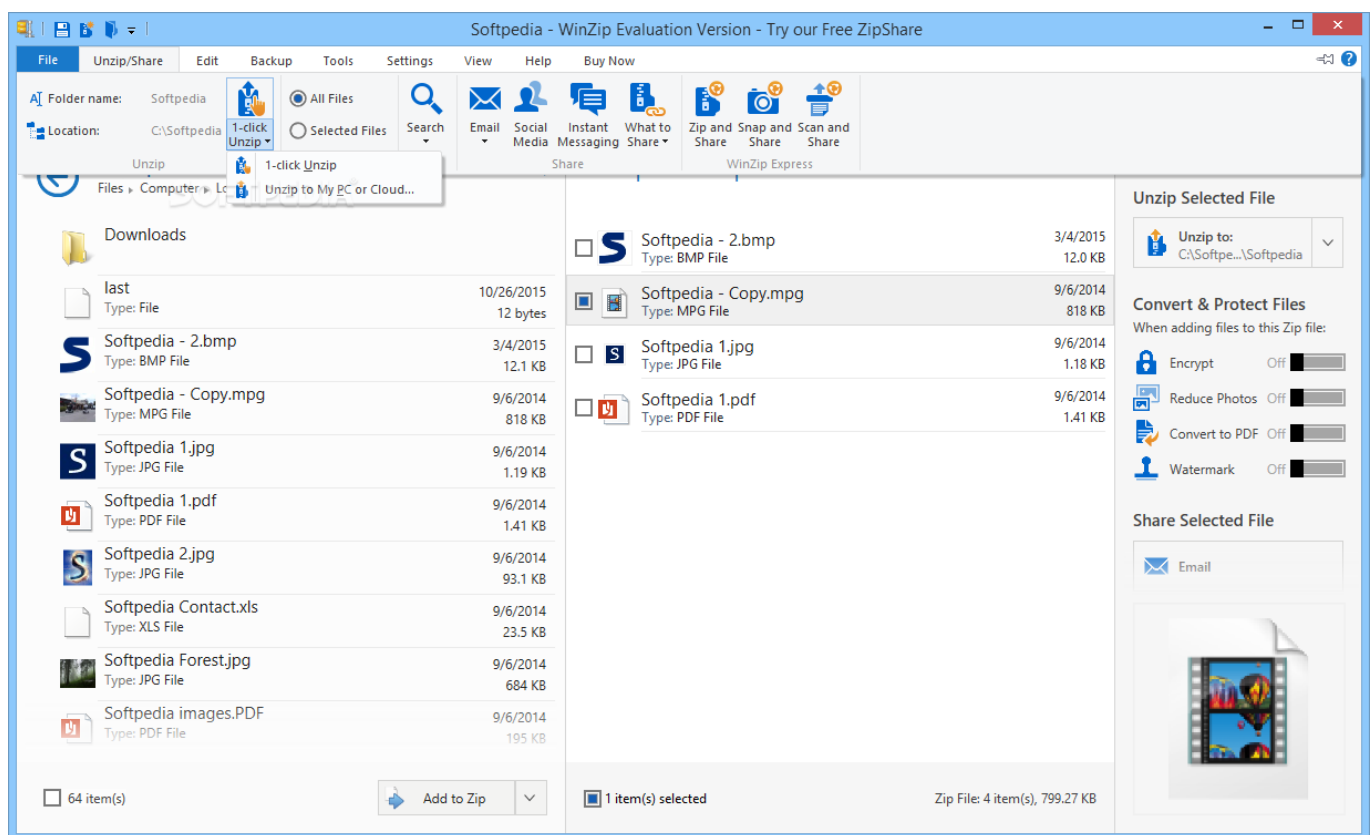 Softpedia - WinZip Evaluation Version - Try our Free ZipShare
File Unzip/Share Edit Backup Tools Settings View Help Buy Now
Folder name: Softpedia
Location: C:\Softpedia
1-click Unzip
All Files
Selected Files
Search
Unzip
Email
Social Media
Instant Messaging
What to Share
Share
Zip and Share
Snap and Share
Scan and Share
WinZip Express
1-click Unzip
Unzip to My PC or Cloud...
Files Computer
SOFTPEDIA
Downloads
last 10/26/2015
Type: File 12 bytes
Softpedia - 2.bmp 3/4/2015
Type: BMP File 12.1 KB
Softpedia - Copy.mpg 9/6/2014
Type: MPG File 818 KB
S
Softpedia 1.jpg 9/6/2014
Type: JPG File 1.19 KB
Softpedia 1.pdf 9/6/2014
Type: PDF File 1.41 KB
Softpedia 2.jpg 9/6/2014
Type: JPG File 93.1 KB
Softpedia Contact.xls 9/6/2014
Type: XLS File 23.5 KB
Softpedia Forest.jpg 9/6/2014
Type: JPG File 684 KB
Softpedia images.PDF 9/6/2014
Type: PDF File 195 KB
64 item(s)
Add to Zip
Softpedia - 2.bmp 3/4/2015
Type: BMP File 12.0 KB
Softpedia - Copy.mpg 9/6/2014
Type: MPG File 818 KB
Softpedia 1.jpg 9/6/2014
Type: JPG File 1.18 KB
Softpedia 1.pdf 9/6/2014
Type: PDF File 1.41 KB
1 item(s) selected
Zip File: 4 item(s), 799.27 KB
Unzip Selected File
Unzip to:
C:\Softpe...\Softpedia
Convert & Protect Files
When adding files to this Zip file:
Encrypt Off
Reduce Photos Off
Convert to PDF Off
Watermark Off
Share Selected File
Email